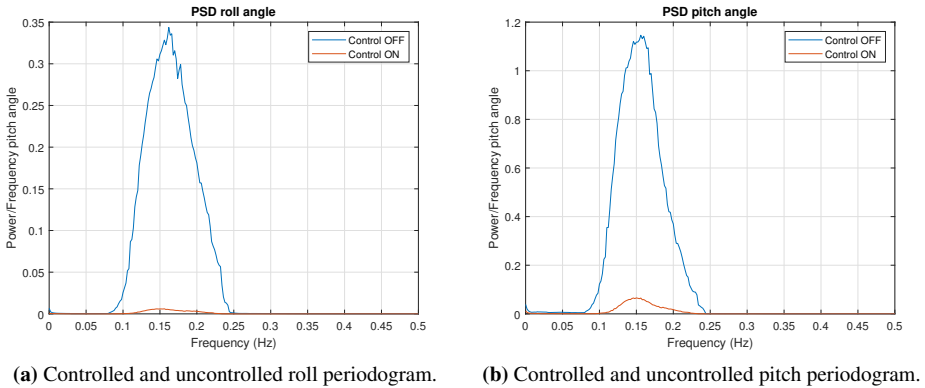 PSD roll angle
Power/Frequency pitch angle
0.35
0.3
0.25
0.2
0.15
0.1
0.05
0
Control OFF
Control ON
0 0.05 0.1 0.15 0.2 0.25 0.3 0.35 0.4 0.45 0.5
Frequency (Hz)
(a) Controlled and uncontrolled roll periodogram.
PSD pitch angle
Power/Frequency pitch angle
1.2
1
0.8
0.6
0.4
0.2
0
Control OFF
Control ON
0 0.05 0.1 0.15 0.2 0.25 0.3 0.35 0.4 0.45 0.5
Frequency (Hz)
(b) Controlled and uncontrolled pitch periodogram.